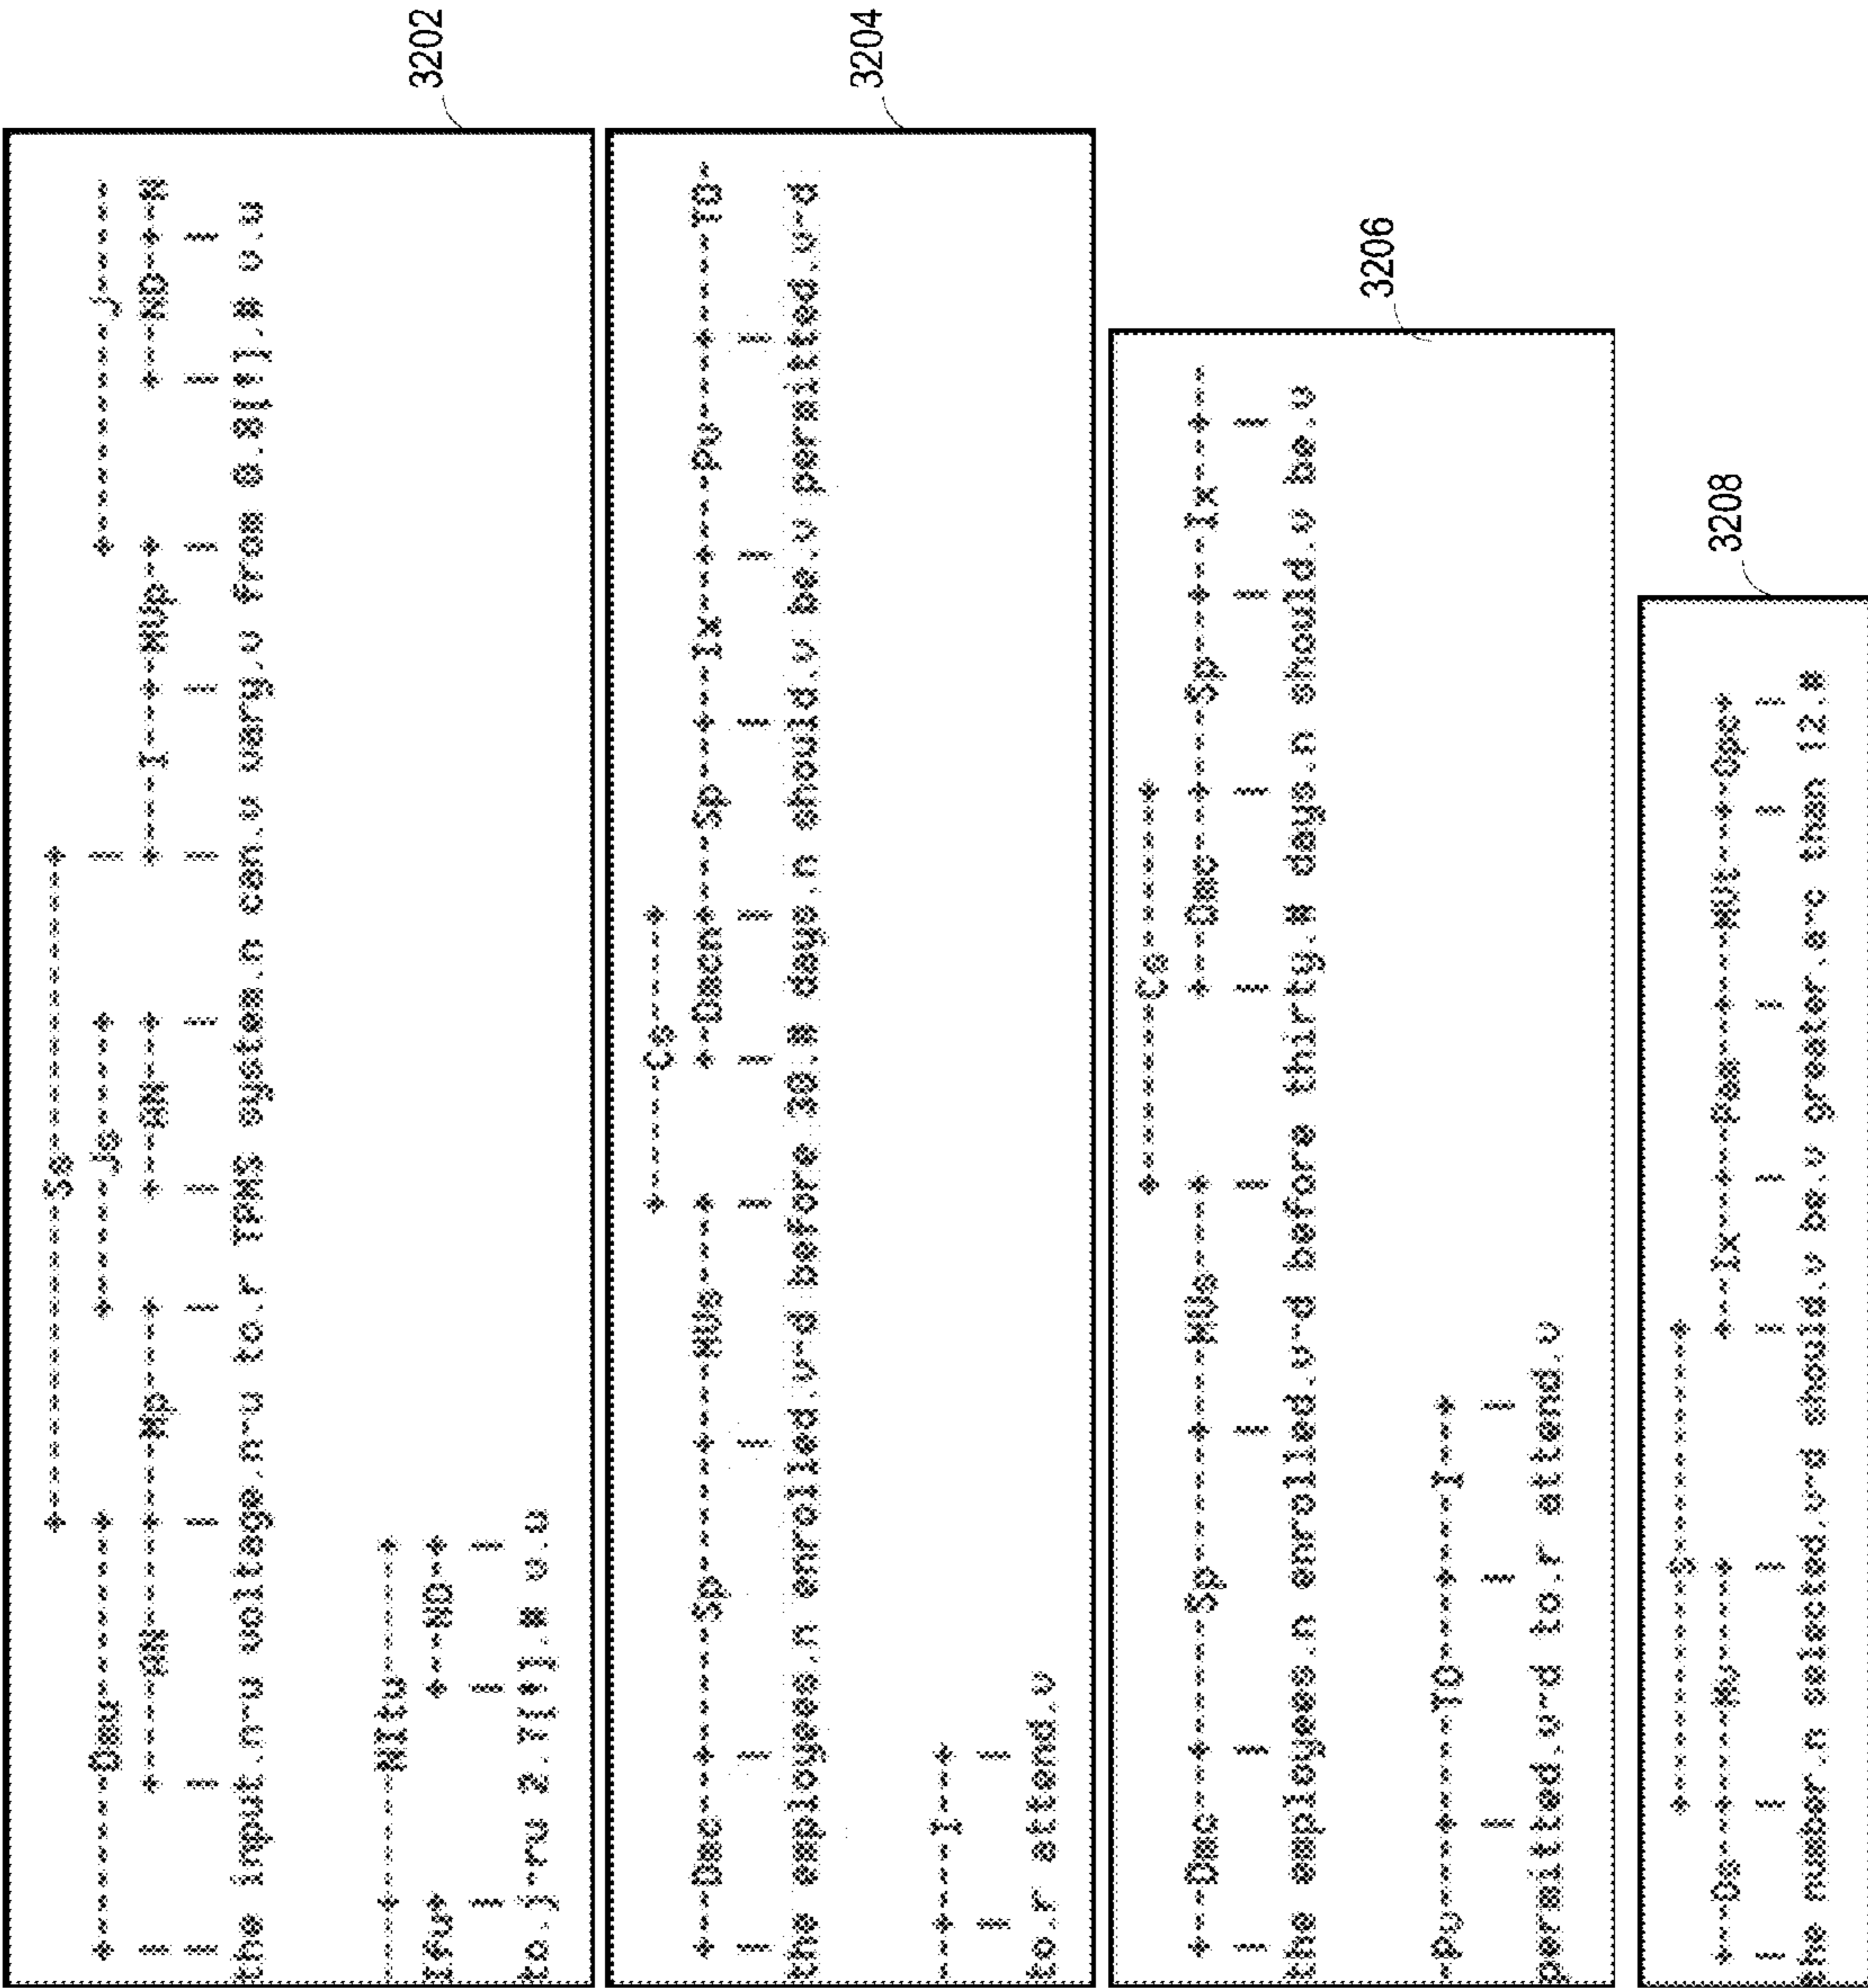 +---------------Ss---------------+
+--------Dmu--------+ +------Js------+ +-------J-----
+----AN----+---Mp---+ +---AN---+ +---I---+--MVp--+ +---ND--+--N
the input.n-u voltage.n-u to.r TPMS system.n can.v vary.v from 0.8[!].# v.u
--------NItu--------+
Ifu+ +---ND---+
to.j-ru 2.7[!].# v.u
3202
+------Cs------+
+----Dmc----+-------Sp-------+-----MVs-----+ +--Dmcn--+----Sp----+---Ix---+-----Pv-----+-----TO--
the employees.n enrolled.v-d before 30.# days.n should.v be.v permitted.v-d
+---I---+
to.r attend.v
3204
+---------Cs---------+
+----Dmc----+-------Sp-------+-----MVs-----+ +---Dmc---+----Sp----+---Ix---+---
the employees.n enrolled.v-d before thirty.# days.n should.v be.v
-Pv----+-----TO-----+---I---+
permitted.v-d to.r attend.v
3206
+-----------S-----------+
+---Ds---+-----Mv-----+ +---Ix---+---Pam---+---MVt---+--Opc--+
the number.n selected.v-d should.v be.v greater.e-c than 12.#
3208